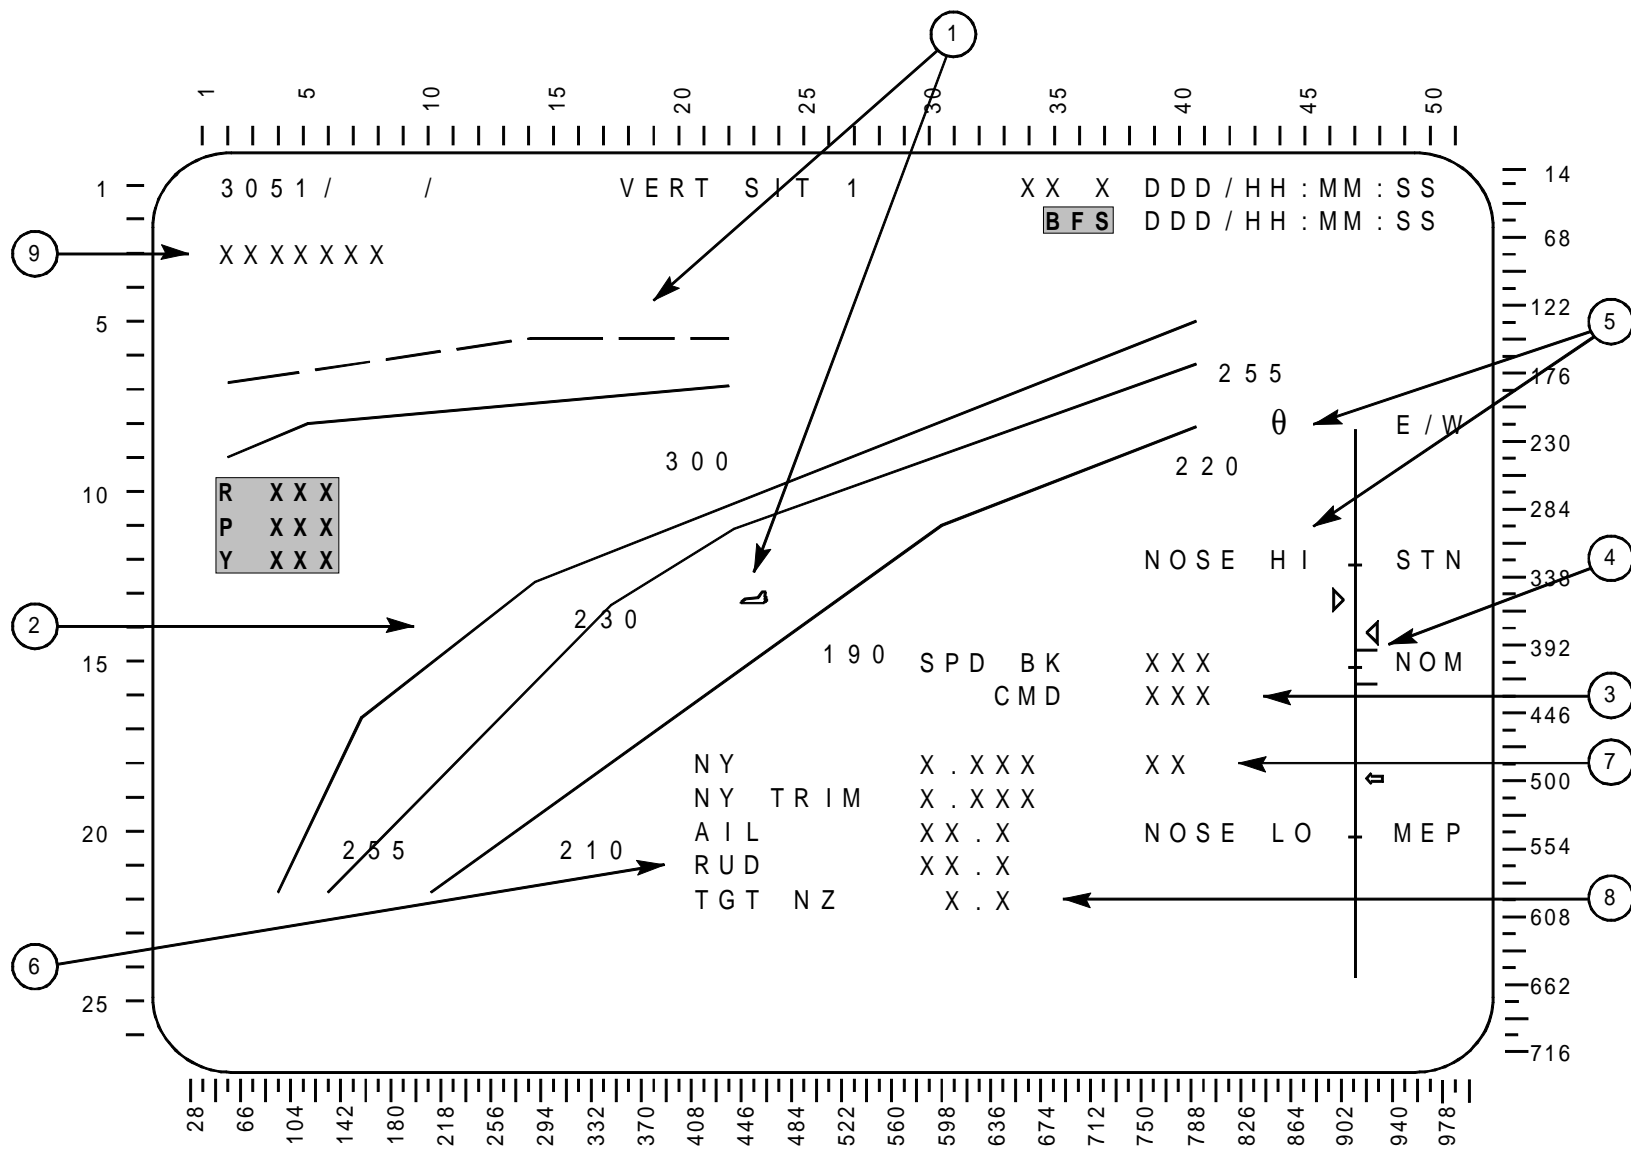 1
1 5 10 15 20 25 30 35 40 45 50
3051/ / VERT SIT 1 XX X DDD/HH:MM:SS
BFS DDD/HH:MM:SS
9 XXXXXXX
5
255
θ E/W
300 220
R XXX
P XXX
Y XXX
NOSE HI STN
4
2 230
190 SPD BK XXX NOM
CMD XXX 3
NY X.XXX XX 7
NY TRIM X.XXX
AIL XX.X NOSE LO MEP
255 210 RUD XX.X
TGT NZ X.X 8
6
1 5 10 15 20 25
14 68 122 176 230 284 338 392 446 500 554 608 662 716
28 66 104 142 180 218 256 294 332 370 408 446 484 522 560 598 636 674 712 750 788 826 864 902 940 978